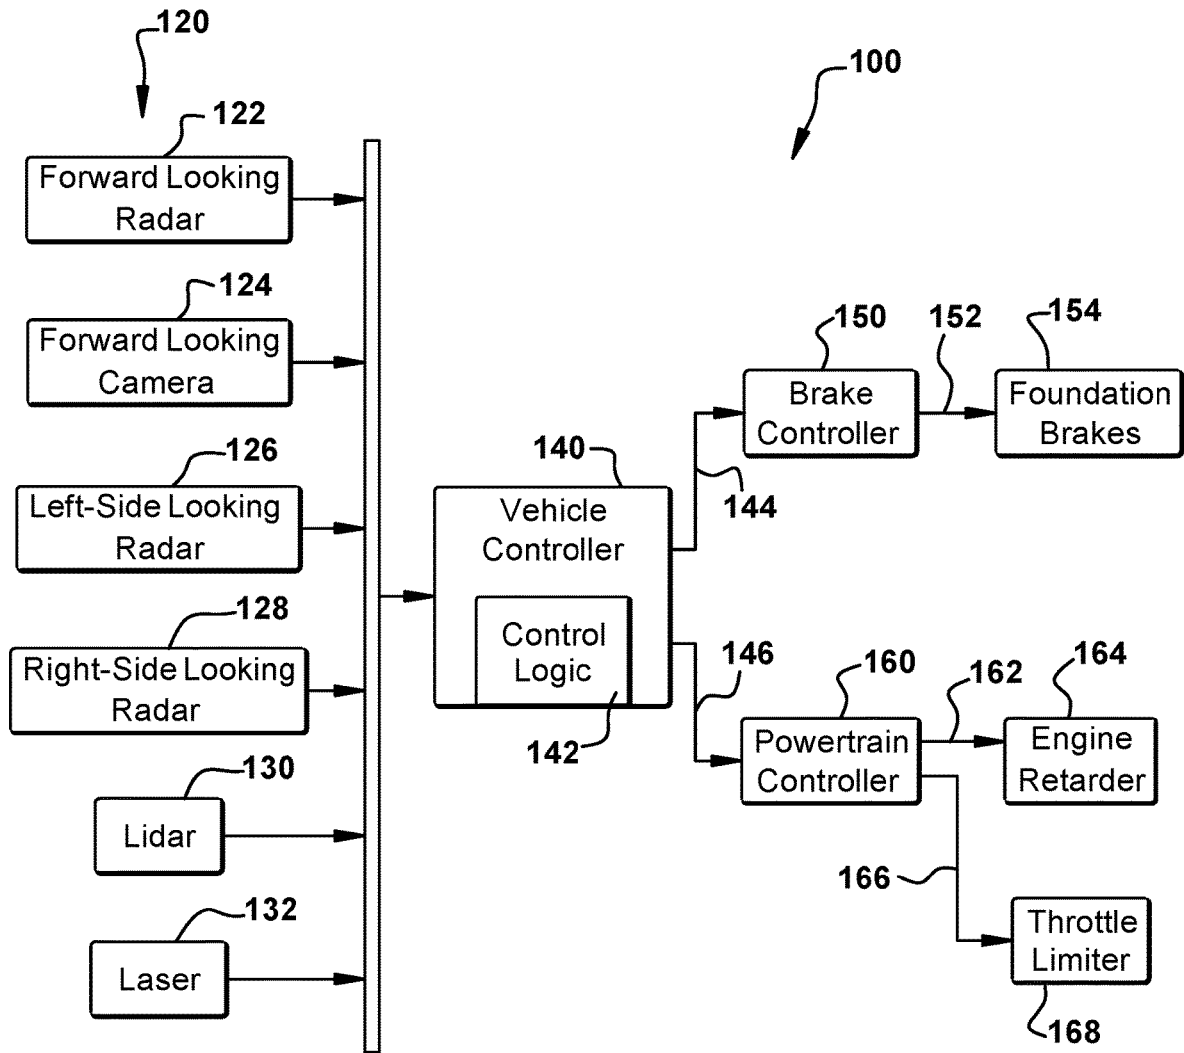 120
100
122
Forward Looking
Radar
124
Forward Looking
Camera
126
Left-Side Looking
Radar
128
Right-Side Looking
Radar
130
Lidar
132
Laser
140
Vehicle
Controller
Control
Logic
142
144
146
150
Brake
Controller
152
154
Foundation
Brakes
160
Powertrain
Controller
162
164
Engine
Retarder
166
Throttle
Limiter
168